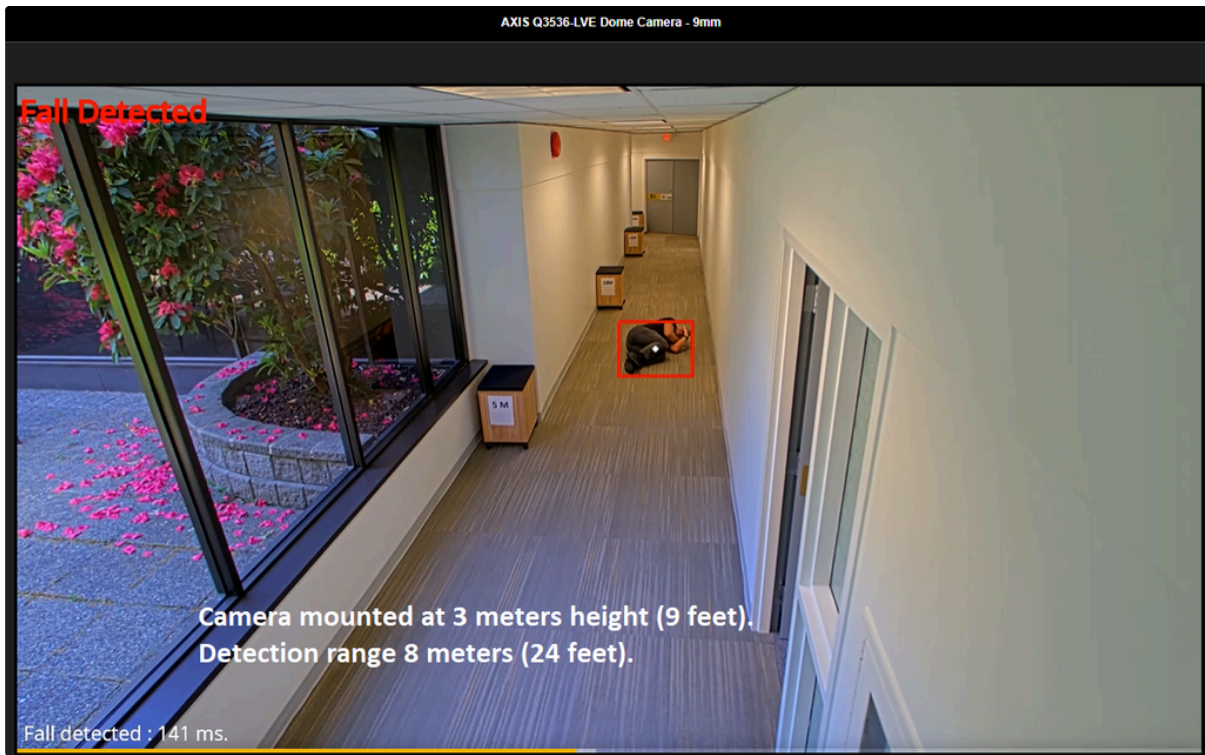 AXIS Q3536-LVE Dome Camera - 9mm
Fall Detected
10M
5 M
Camera mounted at 3 meters height (9 feet).
Detection range 8 meters (24 feet).
Fall detected : 141 ms.